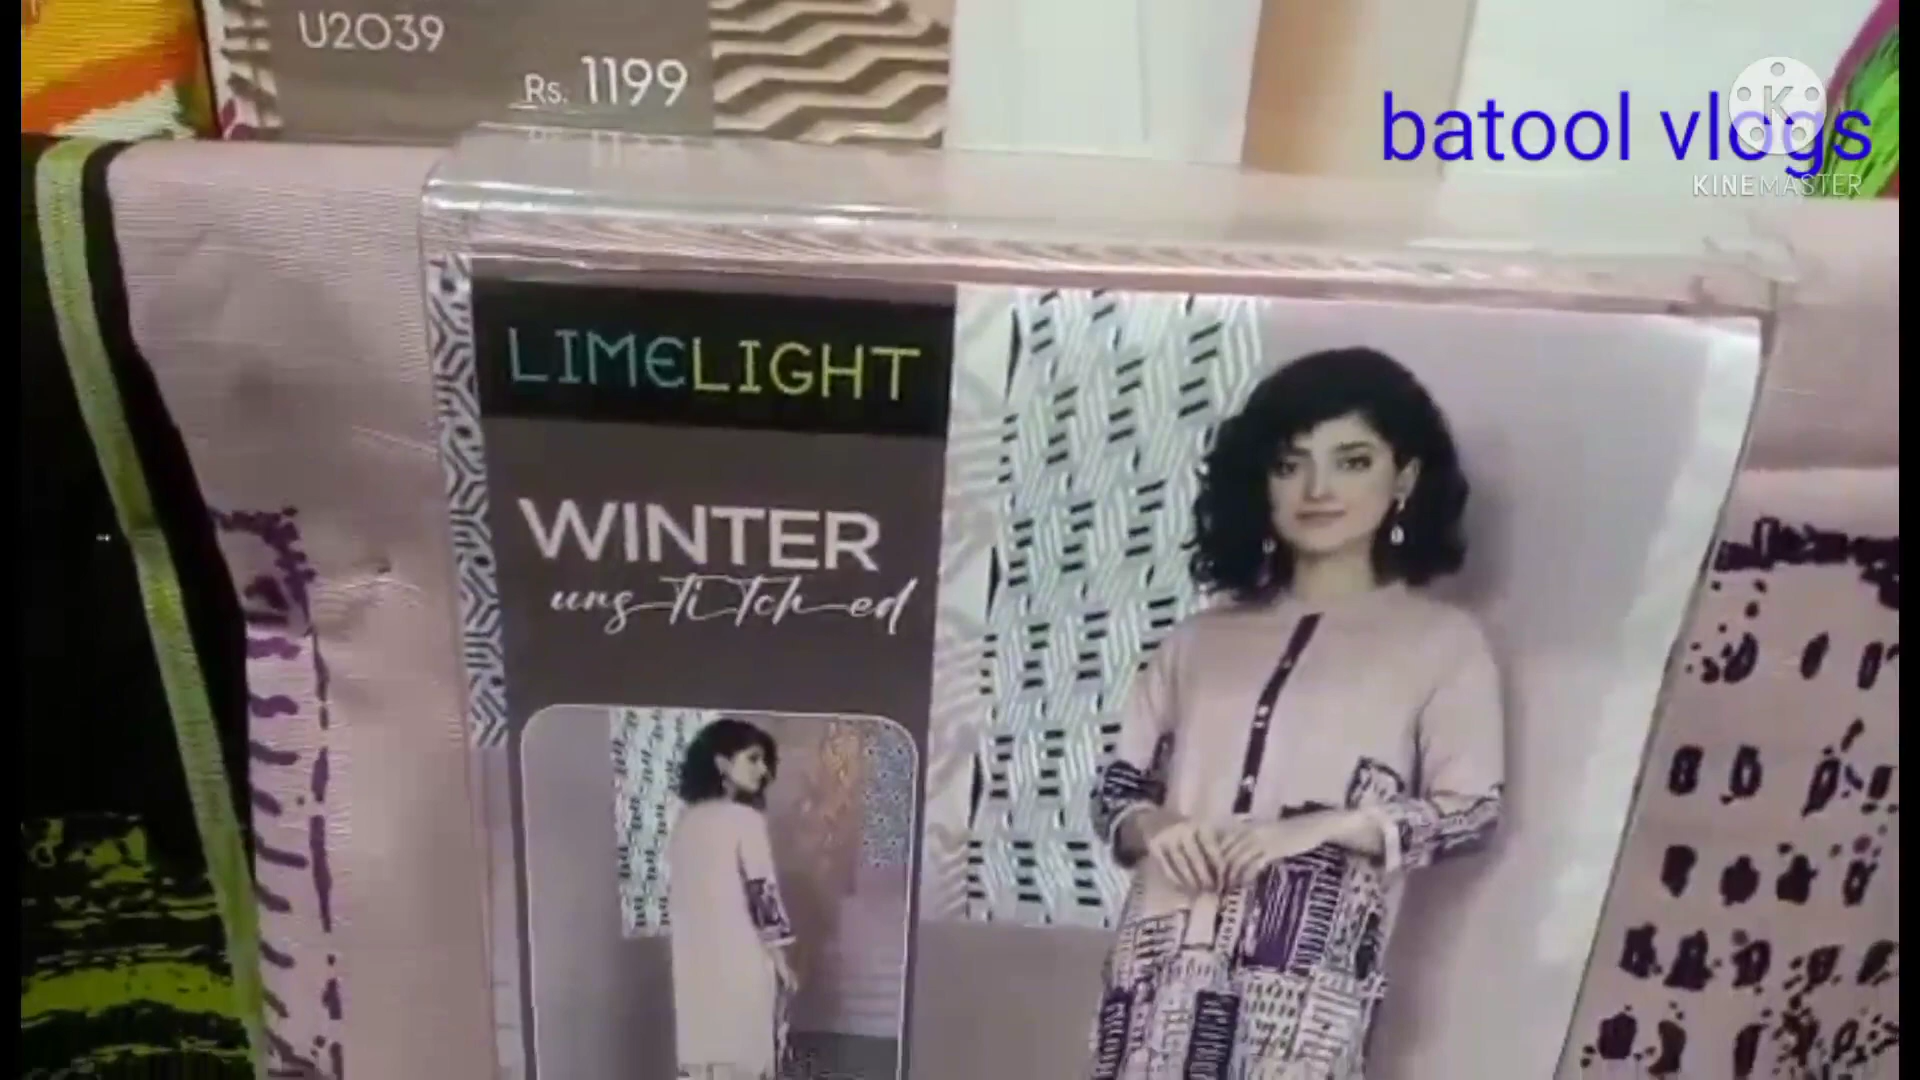 U2039
Rs. 1199
batool vlogs
KINEMASTER
LIMELIGHT
WINTER
unstitched